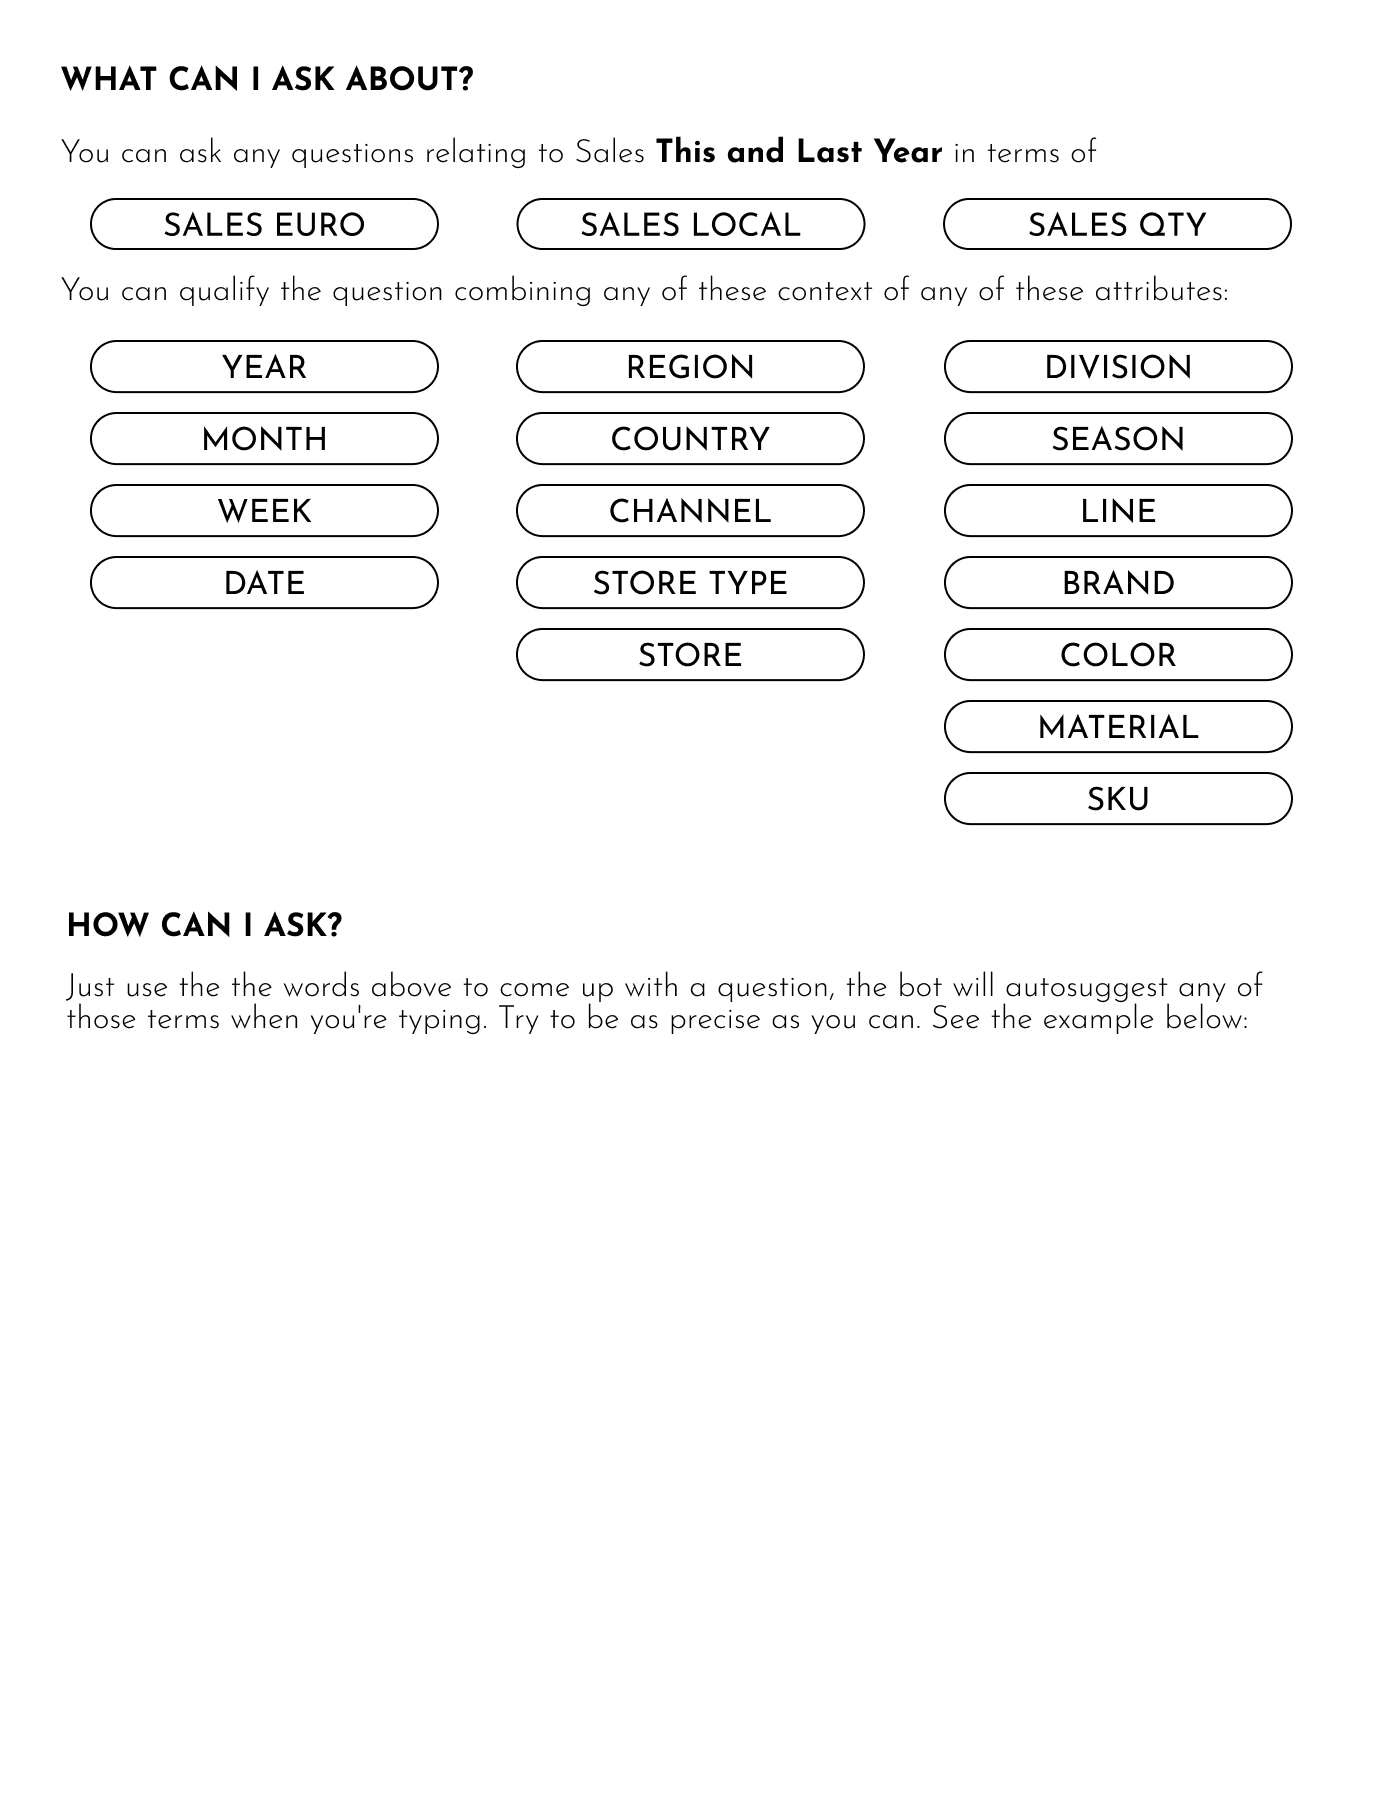 WHAT CAN I ASK ABOUT?
You can ask any questions relating to Sales This and Last Year in terms of
SALES EURO
SALES LOCAL
SALES QTY
You can qualify the question combining any of these context of any of these attributes:
YEAR
REGION
DIVISION
MONTH
COUNTRY
SEASON
WEEK
CHANNEL
LINE
DATE
STORE TYPE
BRAND
STORE
COLOR
MATERIAL
SKU
HOW CAN I ASK?
Just use the the words above to come up with a question, the bot will autosuggest any of
those terms when you're typing. Try to be as precise as you can. See the example below: